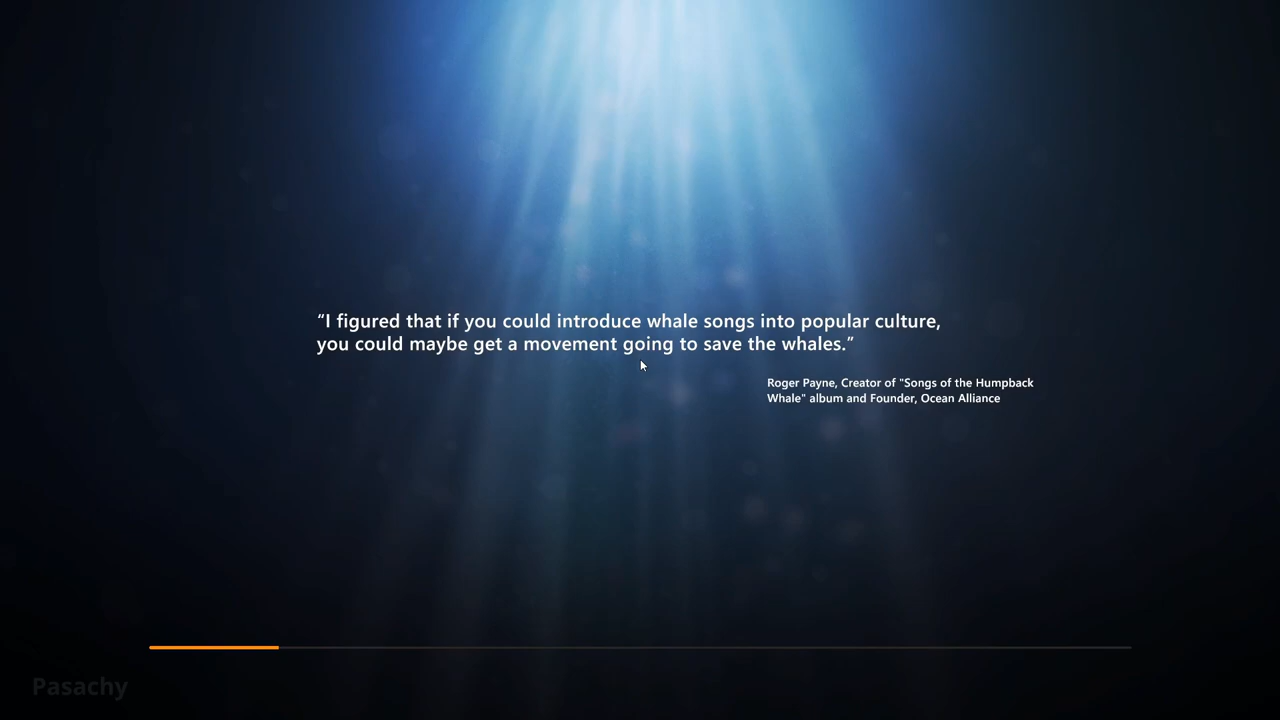 “I figured that if you could introduce whale songs into popular culture,
you could maybe get a movement going to save the whales.”
Roger Payne, Creator of "Songs of the Humpback
Whale" album and Founder, Ocean Alliance
Pasachy